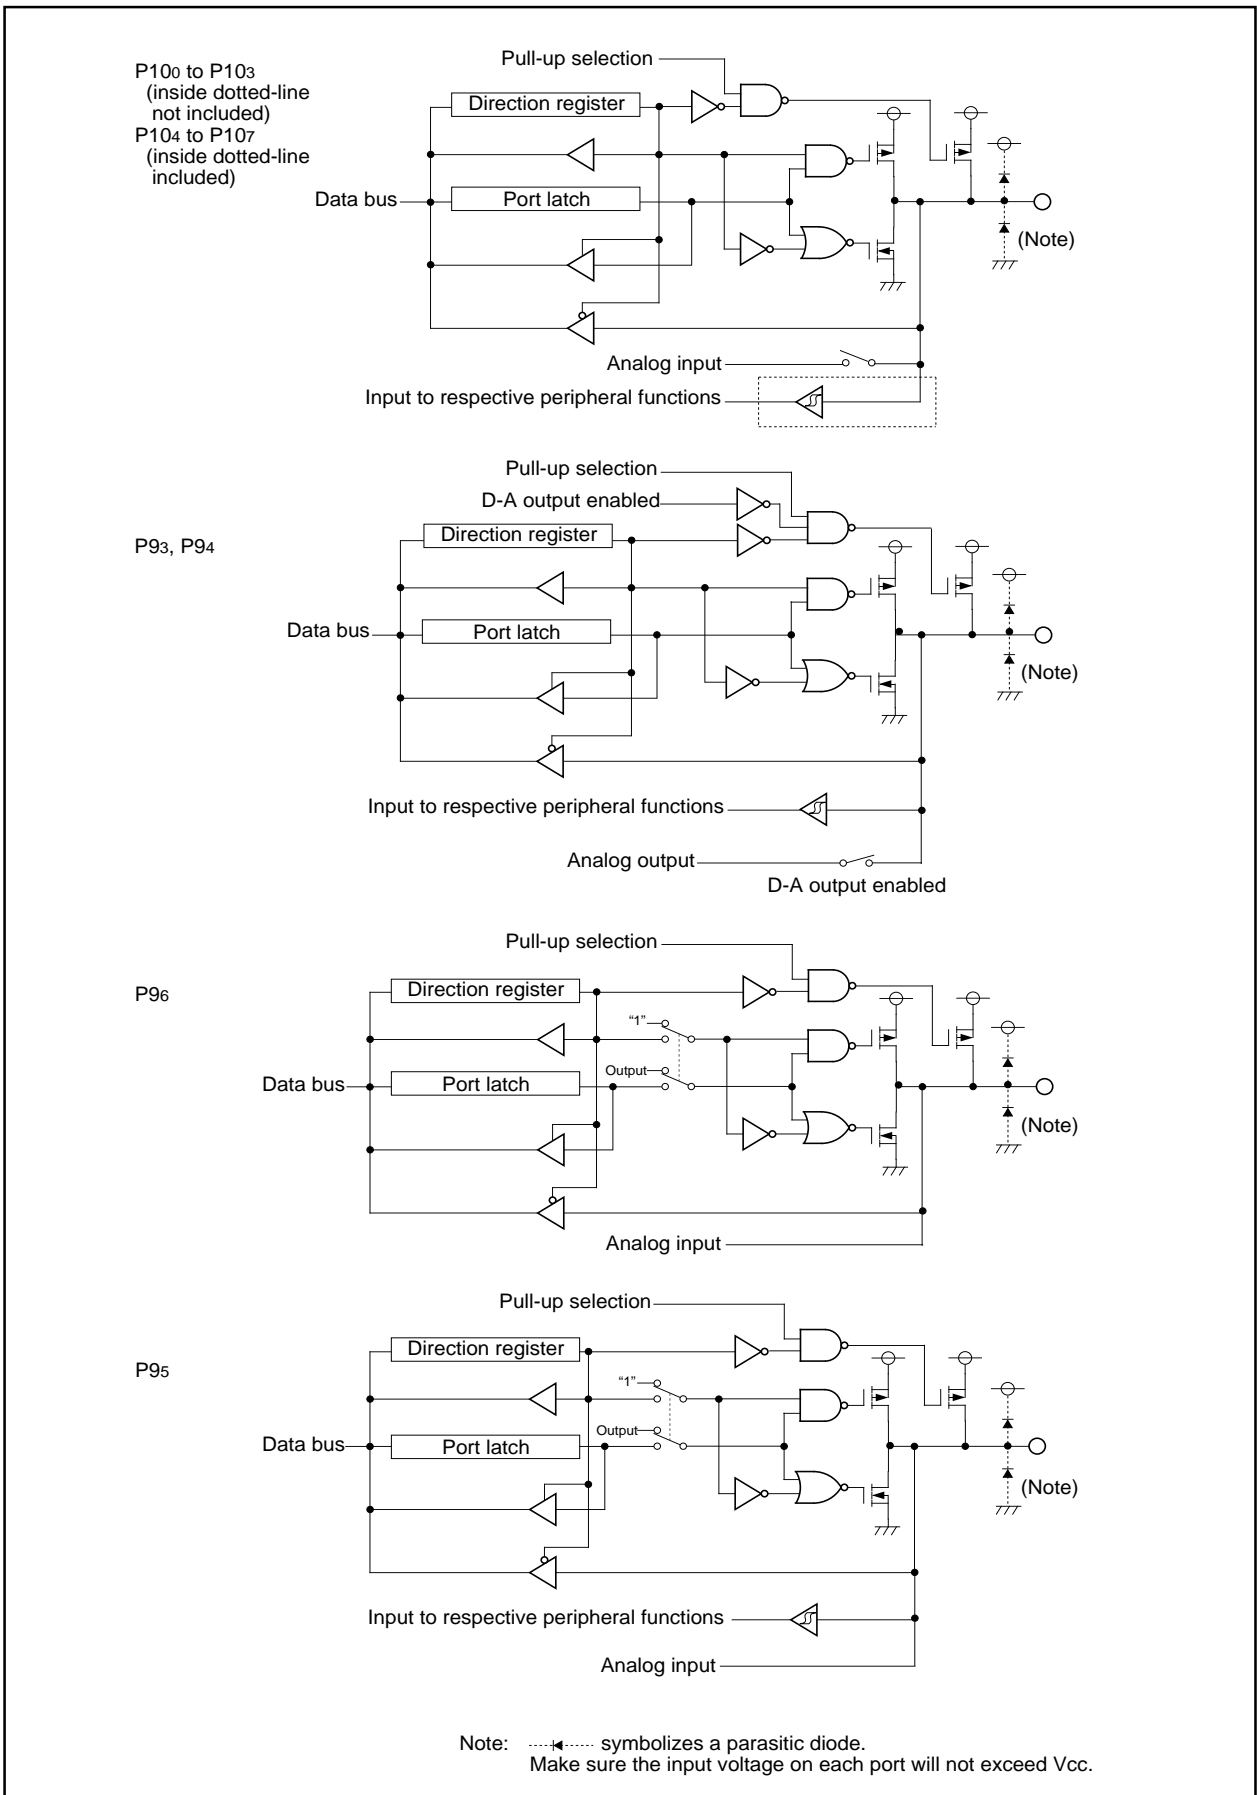 Pull-up selection
P100 to P103
(inside dotted-line
not included)
P104 to P107
(inside dotted-line
included)
Direction register
Data bus
Port latch
(Note)
Analog input
Input to respective peripheral functions
Pull-up selection
D-A output enabled
P93, P94
Direction register
Data bus
Port latch
(Note)
Input to respective peripheral functions
Analog output
D-A output enabled
Pull-up selection
P96
Direction register
“1”
Output
Data bus
Port latch
(Note)
Analog input
Pull-up selection
P95
Direction register
“1”
Output
Data bus
Port latch
(Note)
Input to respective peripheral functions
Analog input
Note: symbolizes a parasitic diode.
Make sure the input voltage on each port will not exceed Vcc.